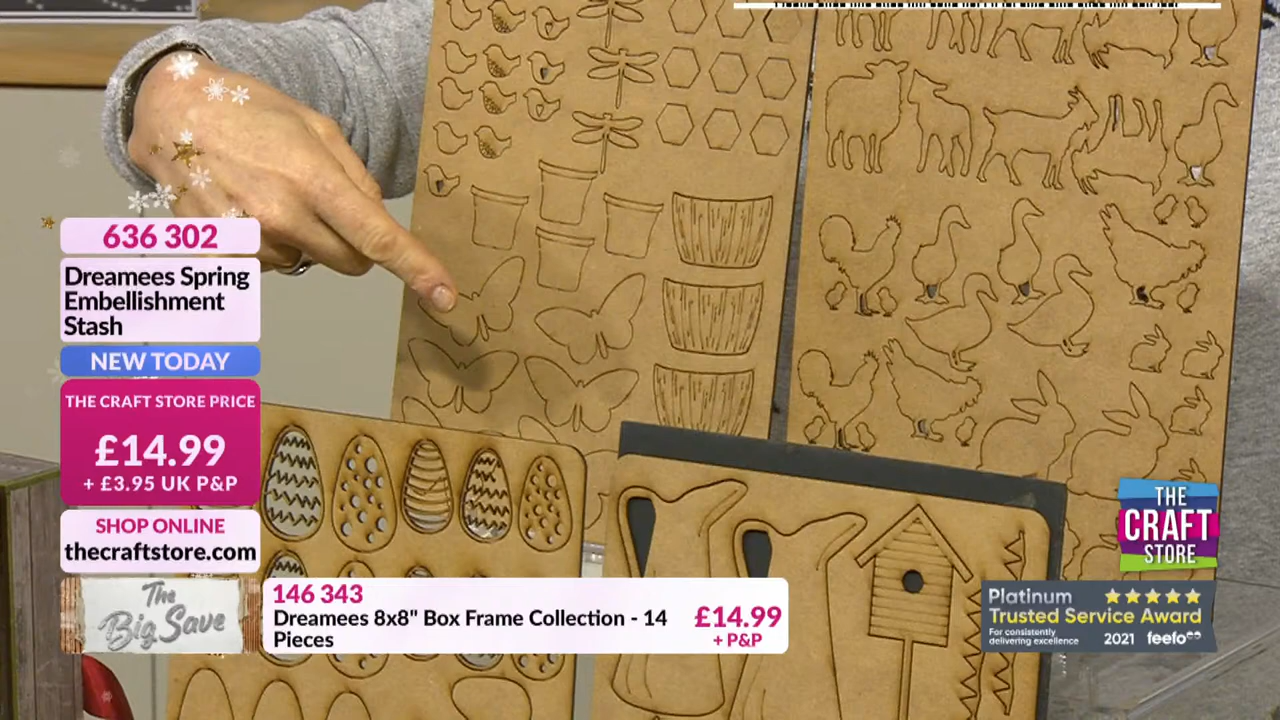 636 302
Dreamees Spring
Embellishment
Stash
NEW TODAY
THE CRAFT STORE PRICE
£14.99
+ £3.95 UK P&P
SHOP ONLINE
thecraftstore.com
The
Big Save
146 343
Dreamees 8x8" Box Frame Collection - 14
Pieces
£14.99
+ P&P
THE
CRAFT
STORE
Platinum
Trusted Service Award
For consistently
delivering excellence
2021 feefo